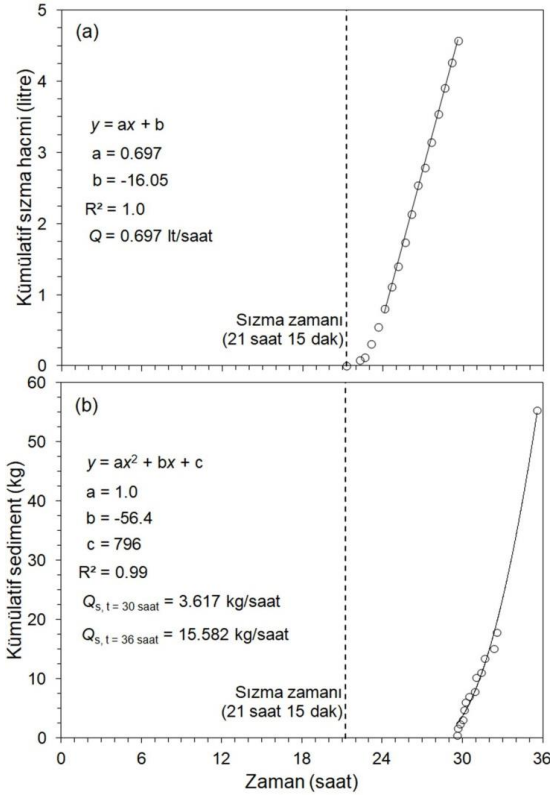 (a)
Kümülatif sızma hacmi (litre)
5
4
3
2
1
0
y = ax + b
a = 0.697
b = -16.05
R² = 1.0
Q = 0.697 lt/saat
Sızma zamanı
(21 saat 15 dak)
(b)
Kümülatif sediment (kg)
60
50
40
30
20
10
0
y = ax² + bx + c
a = 1.0
b = -56.4
c = 796
R² = 0.99
Qs, t = 30 saat = 3.617 kg/saat
Qs, t = 36 saat = 15.582 kg/saat
Sızma zamanı
(21 saat 15 dak)
0 6 12 18 24 30 36
Zaman (saat)